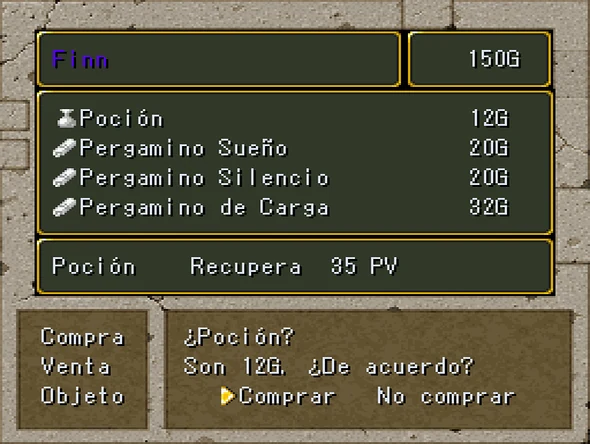 Finn 150G
Poción 12G
Pergamino Sueño 20G
Pergamino Silencio 20G
Pergamino de Carga 32G
Poción Recupera 35 PV
Compra
Venta
Objeto
¿Poción?
Son 12G. ¿De acuerdo?
Comprar No comprar